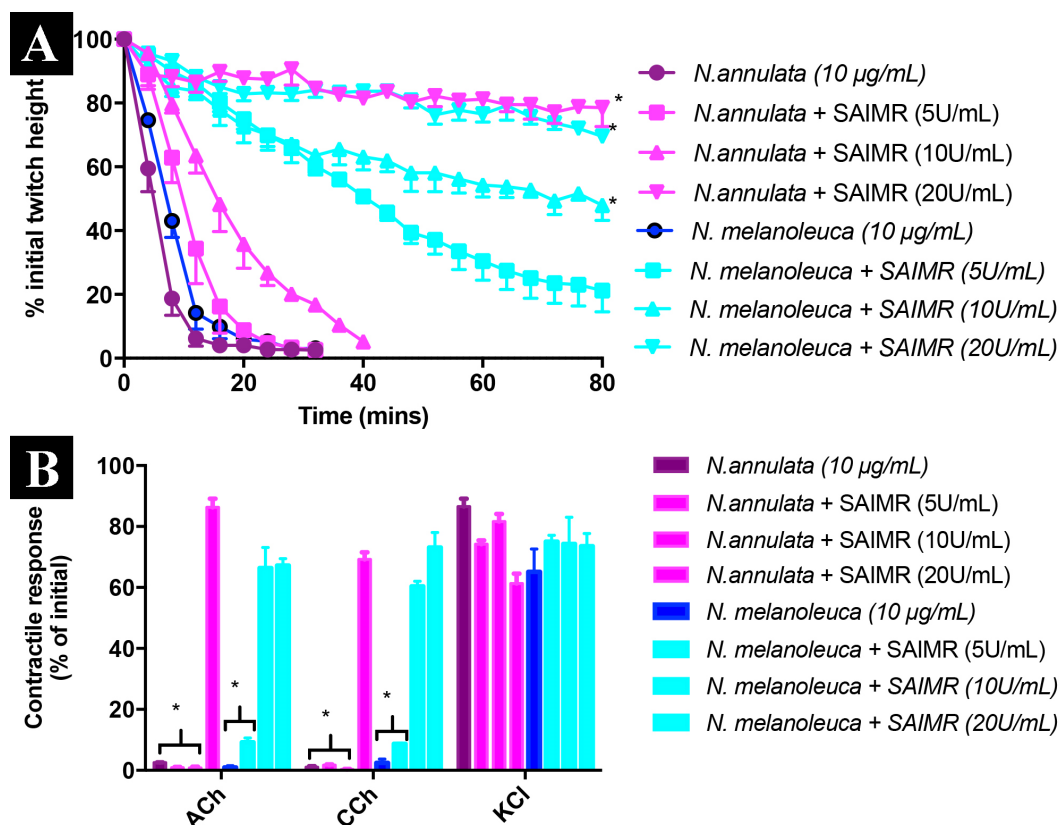 A
% initial twitch height
100
80
60
40
20
0
0 20 40 60 80
Time (mins)
*
*
*
N.annulata (10 µg/mL)
N.annulata + SAIMR (5U/mL)
N.annulata + SAIMR (10U/mL)
N.annulata + SAIMR (20U/mL)
N. melanoleuca (10 µg/mL)
N. melanoleuca + SAIMR (5U/mL)
N. melanoleuca + SAIMR (10U/mL)
N. melanoleuca + SAIMR (20U/mL)
B
Contractile response
(% of initial)
100
80
60
40
20
0
* * * *
ACh CCh KCl
N.annulata (10 µg/mL)
N.annulata + SAIMR (5U/mL)
N.annulata + SAIMR (10U/mL)
N.annulata + SAIMR (20U/mL)
N. melanoleuca (10 µg/mL)
N. melanoleuca + SAIMR (5U/mL)
N. melanoleuca + SAIMR (10U/mL)
N. melanoleuca + SAIMR (20U/mL)